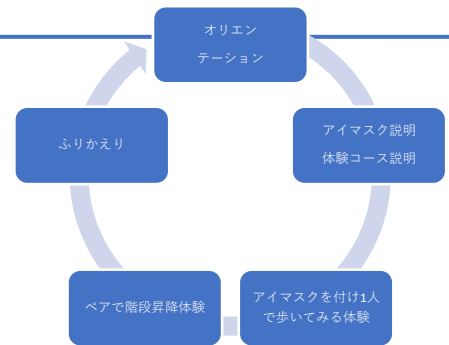 オリエン
テーション
アイマスク説明
体験コース説明
アイマスクを付け1人
で歩いてみる体験
ペアで階段昇降体験
ふりかえり